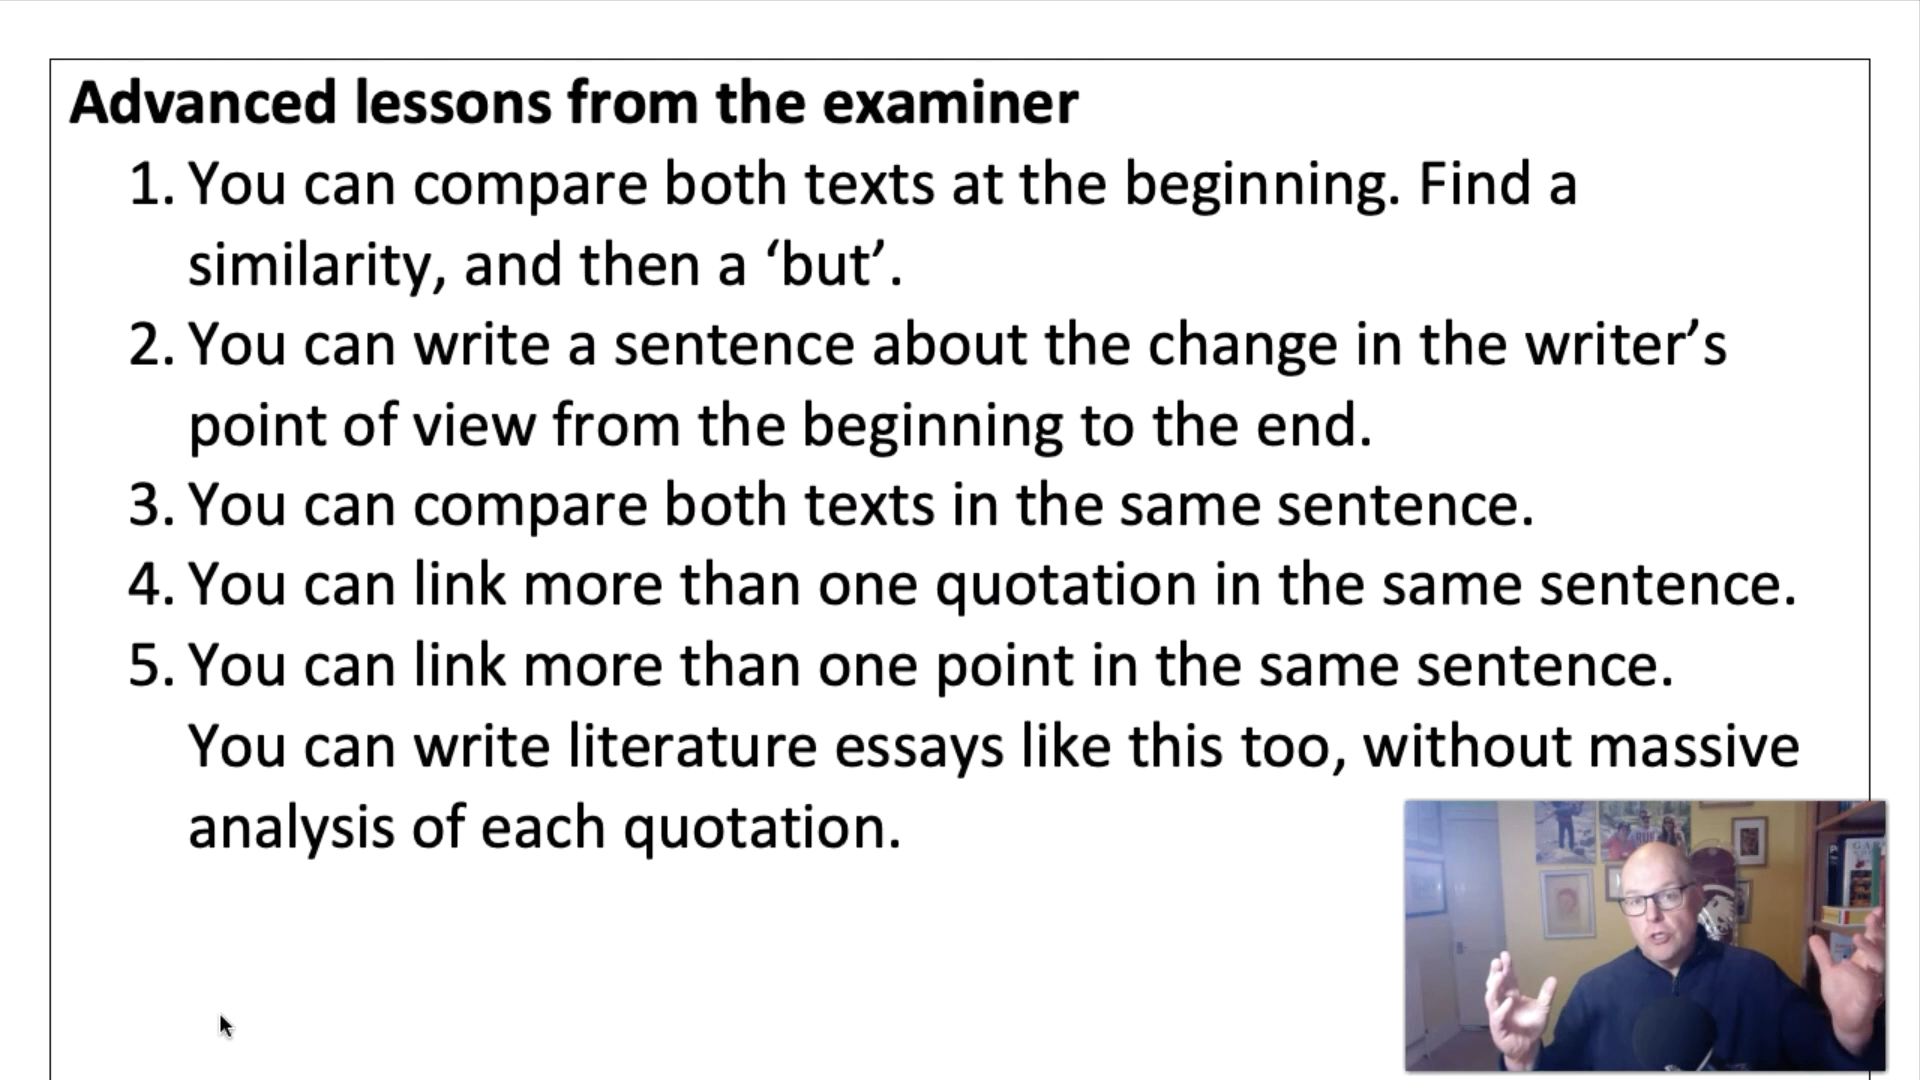 Advanced lessons from the examiner
1. You can compare both texts at the beginning. Find a
similarity, and then a ‘but’.
2. You can write a sentence about the change in the writer’s
point of view from the beginning to the end.
3. You can compare both texts in the same sentence.
4. You can link more than one quotation in the same sentence.
5. You can link more than one point in the same sentence.
You can write literature essays like this too, without massive
analysis of each quotation.